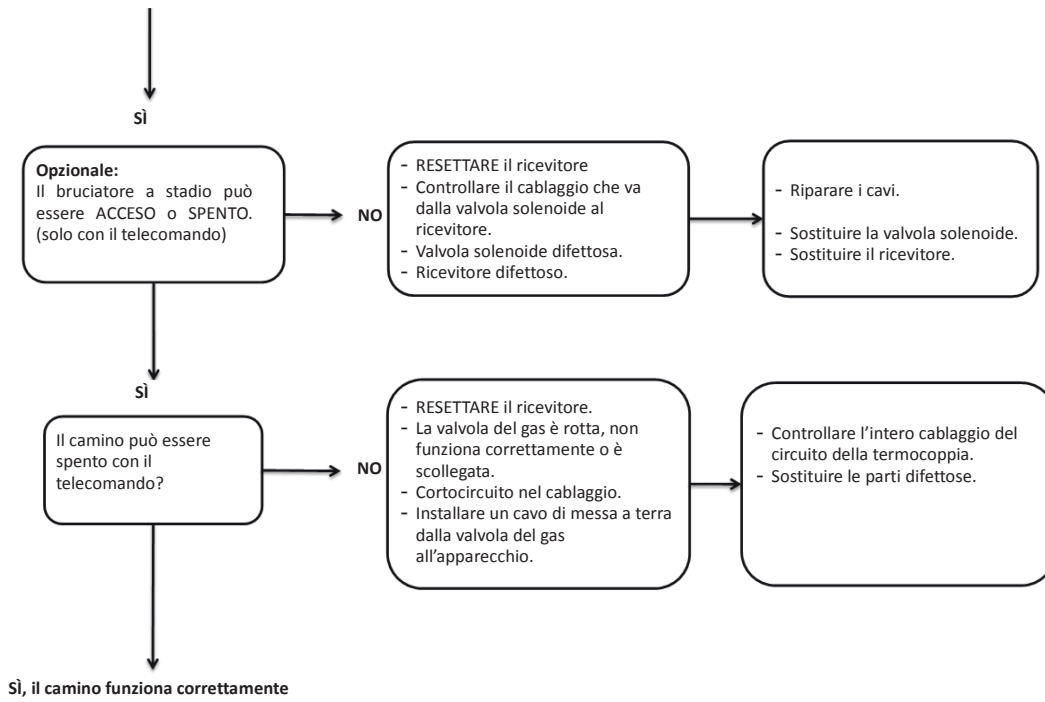 SÌ
Opzionale:
Il bruciatore a stadio può
essere ACCESO o SPENTO.
(solo con il telecomando)
NO
- RESETTARE il ricevitore
- Controllare il cablaggio che va
dalla valvola solenoide al
ricevitore.
- Valvola solenoide difettosa.
- Ricevitore difettoso.
- Riparare i cavi.
- Sostituire la valvola solenoide.
- Sostituire il ricevitore.
SÌ
Il camino può essere
spento con il
telecomando?
NO
- RESETTARE il ricevitore.
- La valvola del gas è rotta, non
funziona correttamente o è
scollegata.
- Cortocircuito nel cablaggio.
- Installare un cavo di messa a terra
dalla valvola del gas
all’apparecchio.
- Controllare l’intero cablaggio del
circuito della termocoppia.
- Sostituire le parti difettose.
SÌ, il camino funziona correttamente